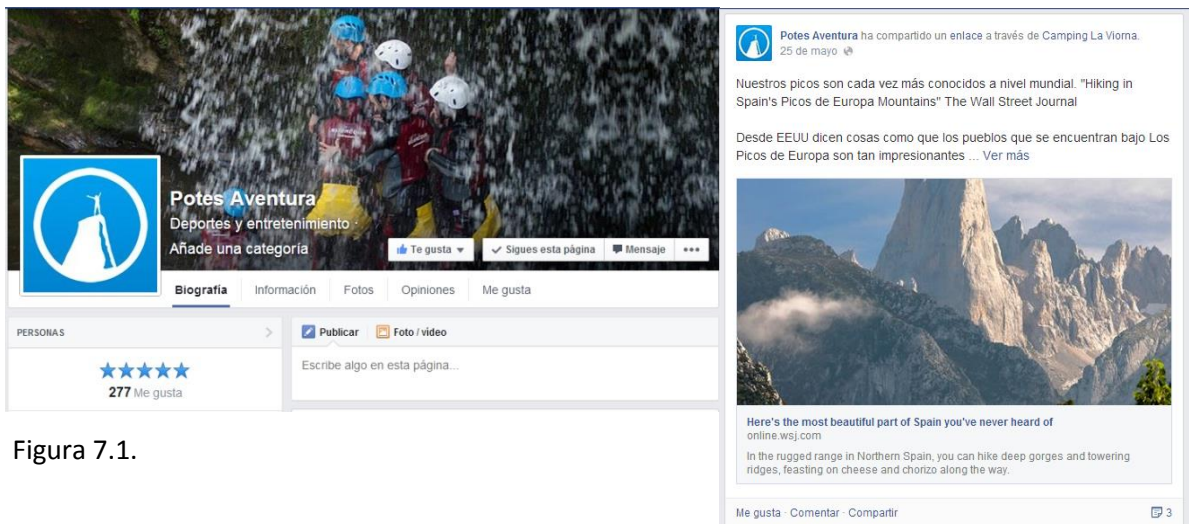 Potes Aventura
Deportes y entretenimiento ·
Añade una categoría
Te gusta
Sigues esta página
Mensaje
Biografía
Información
Fotos
Opiniones
Me gusta
PERSONAS
277 Me gusta
Publicar
Foto / video
Escribe algo en esta página...
Figura 7.1.
Potes Aventura ha compartido un enlace a través de Camping La Viorna.
25 de mayo
Nuestros picos son cada vez más conocidos a nivel mundial. "Hiking in
Spain's Picos de Europa Mountains" The Wall Street Journal
Desde EEUU dicen cosas como que los pueblos que se encuentran bajo Los
Picos de Europa son tan impresionantes ... Ver más
Here's the most beautiful part of Spain you've never heard of
online.wsj.com
In the rugged range in Northern Spain, you can hike deep gorges and towering
ridges, feasting on cheese and chorizo along the way.
Me gusta · Comentar · Compartir
3